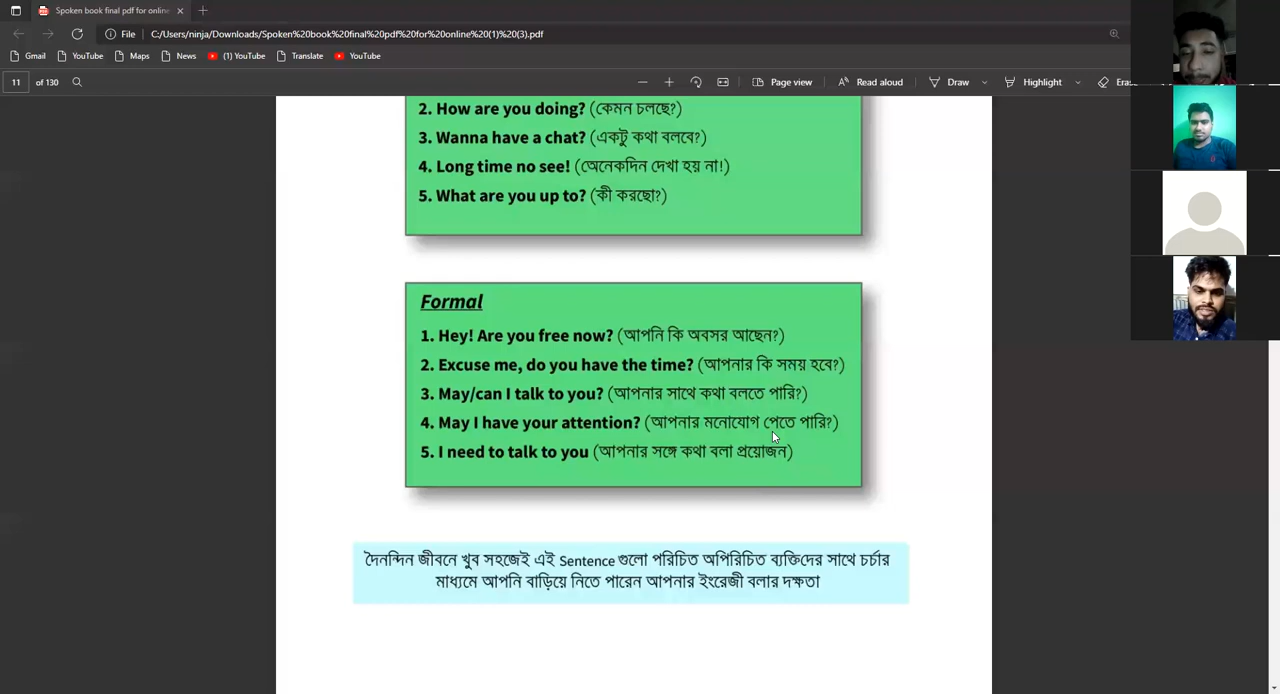 Spoken book final pdf for online
File C:/Users/ninja/Downloads/Spoken%20book%20final%20pdf%20for%20online%20(1)%20(3).pdf
Gmail YouTube Maps News (1) YouTube Translate YouTube
11 of 130 Page view Read aloud Draw Highlight Eras
2. How are you doing? (কেমন চলছে?)
3. Wanna have a chat? (একটু কথা বলবে?)
4. Long time no see! (অেনেকদিন দেখা হয় না!)
5. What are you up to? (কী করছো?)
Formal
1. Hey! Are you free now? (আপনি কি অবসর আছেন?)
2. Excuse me, do you have the time? (আপনার কি সময় হবে?)
3. May/can I talk to you? (আপনার সাথে কথা বলতে পারি?)
4. May I have your attention? (আপনার মনোযোগ পেতে পারি?)
5. I need to talk to you (আপনার সঙ্গে কথা বলা প্রয়োজন)
দৈনন্দিন জীবনে খুব সহজেই এই Sentence গুলো পরিচিত অপিরিচিত ব্যক্তিদের সাথে চর্চার
মাধ্যমে আপনি বাড়িয়ে নিতে পারেন আপনার ইংরেজী বলার দক্ষতা